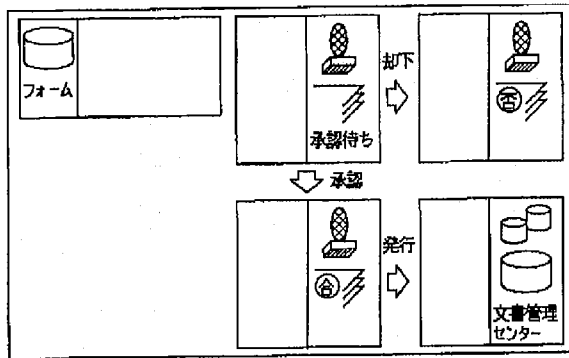 フォーム
承認待ち
却下
否
承認
合
発行
文書管理
センター